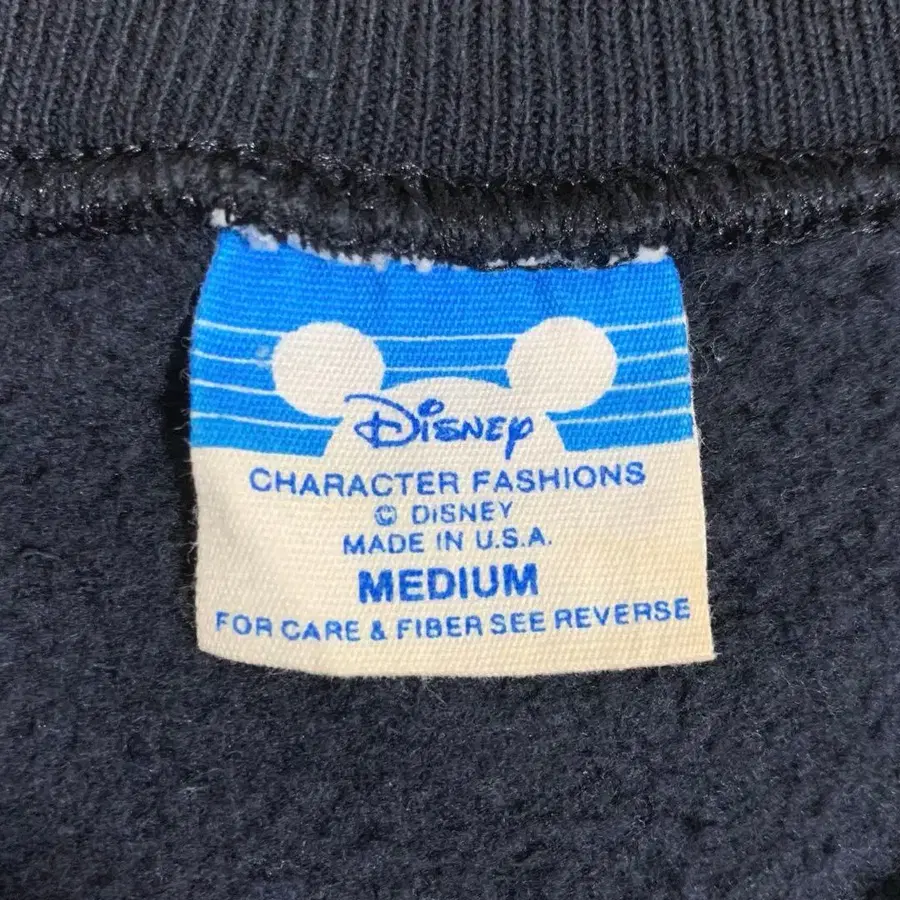 Disney
CHARACTER FASHIONS
© DiSNEY
MADE IN U.S.A.
MEDIUM
FOR CARE & FIBER SEE REVERSE